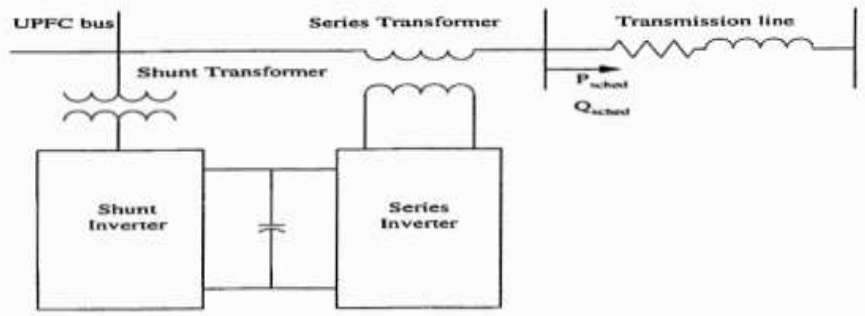 UPFC bus
Series Transformer
Transmission line
Shunt Transformer
Psched
Qsched
Shunt
Inverter
Series
Inverter